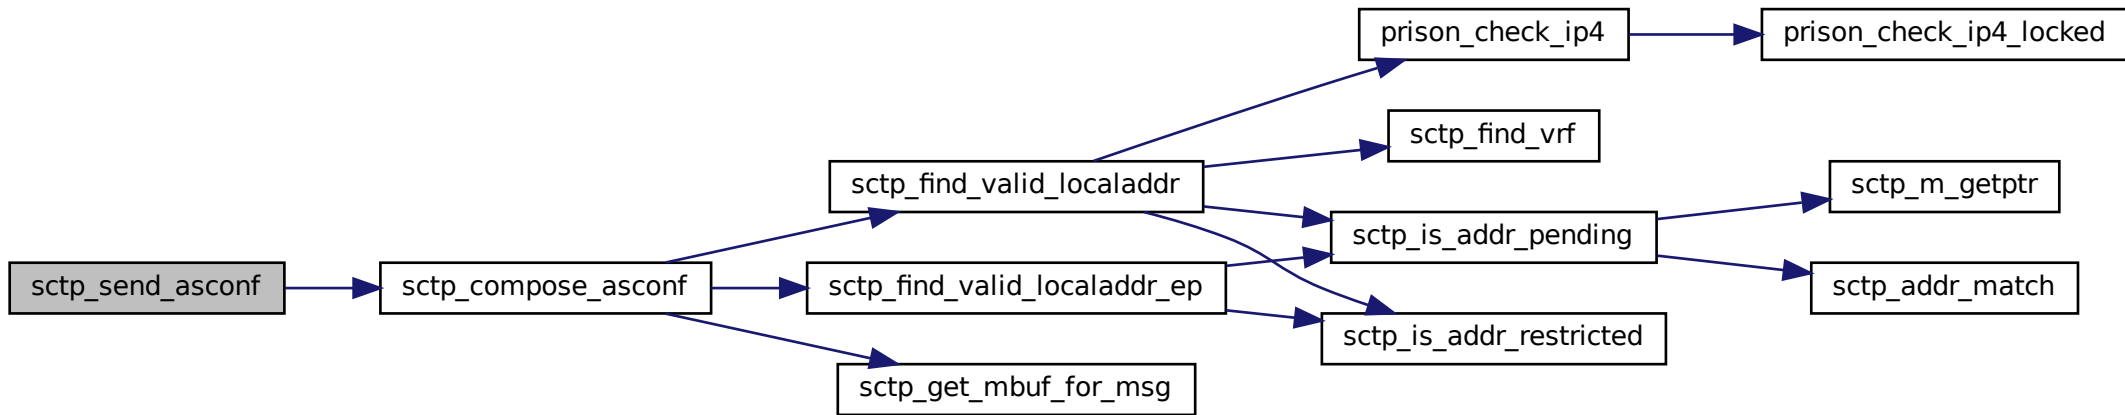 prison_check_ip4
prison_check_ip4_locked
sctp_find_vrf
sctp_find_valid_localaddr
sctp_m_getptr
sctp_is_addr_pending
sctp_send_asconf
sctp_compose_asconf
sctp_find_valid_localaddr_ep
sctp_addr_match
sctp_is_addr_restricted
sctp_get_mbuf_for_msg